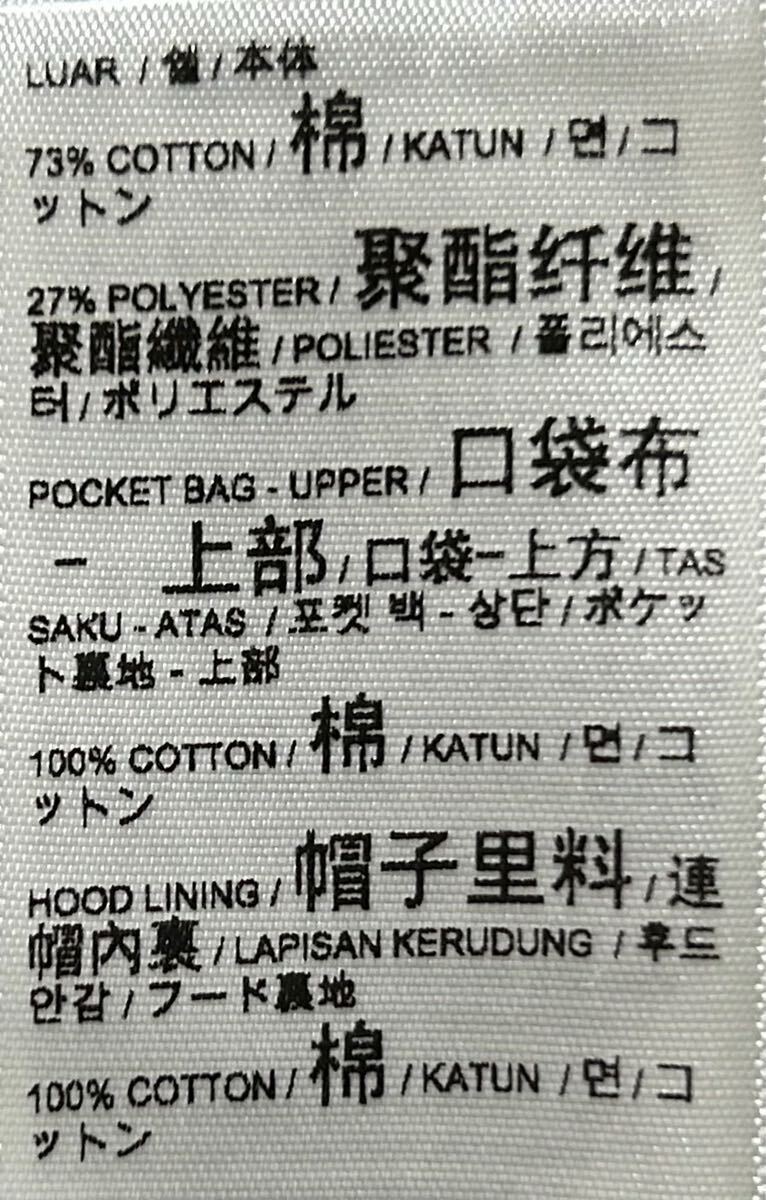 LUAR / 쉘 / 本体
73% COTTON / 棉 / KATUN / 면 / コ
ットン
27% POLYESTER / 聚酯纤维 /
聚酯纖維 / POLIESTER / 폴리에스
터 / ポリエステル
POCKET BAG - UPPER / 口袋布
- 上部 / 口袋-上方 / TAS
SAKU - ATAS / 포켓 백 - 상단 / ポケッ
ト裏地 - 上部
100% COTTON / 棉 / KATUN / 면 / コ
ットン
HOOD LINING / 帽子里料 / 連
帽內裏 / LAPISAN KERUDUNG / 후드
안감 / フード裏地
100% COTTON / 棉 / KATUN / 면 / コ
ットン